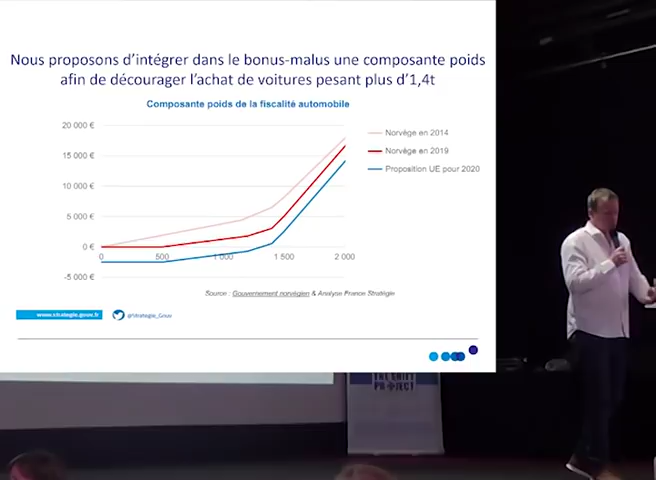 Nous proposons d'intégrer dans le bonus-malus une composante poids
afin de décourager l'achat de voitures pesant plus d'1,4t
Composante poids de la fiscalité automobile
20 000 €
15 000 €
10 000 €
5 000 €
0 €
-5 000 €
0
500
1 000
1 500
2 000
Norvège en 2014
Norvège en 2019
Proposition UE pour 2020
Source : Gouvernement norvégien & Analyse France Stratégie
www.strategie.gouv.fr
@Strategie_Gouv
THE SHIFT
PROJECT